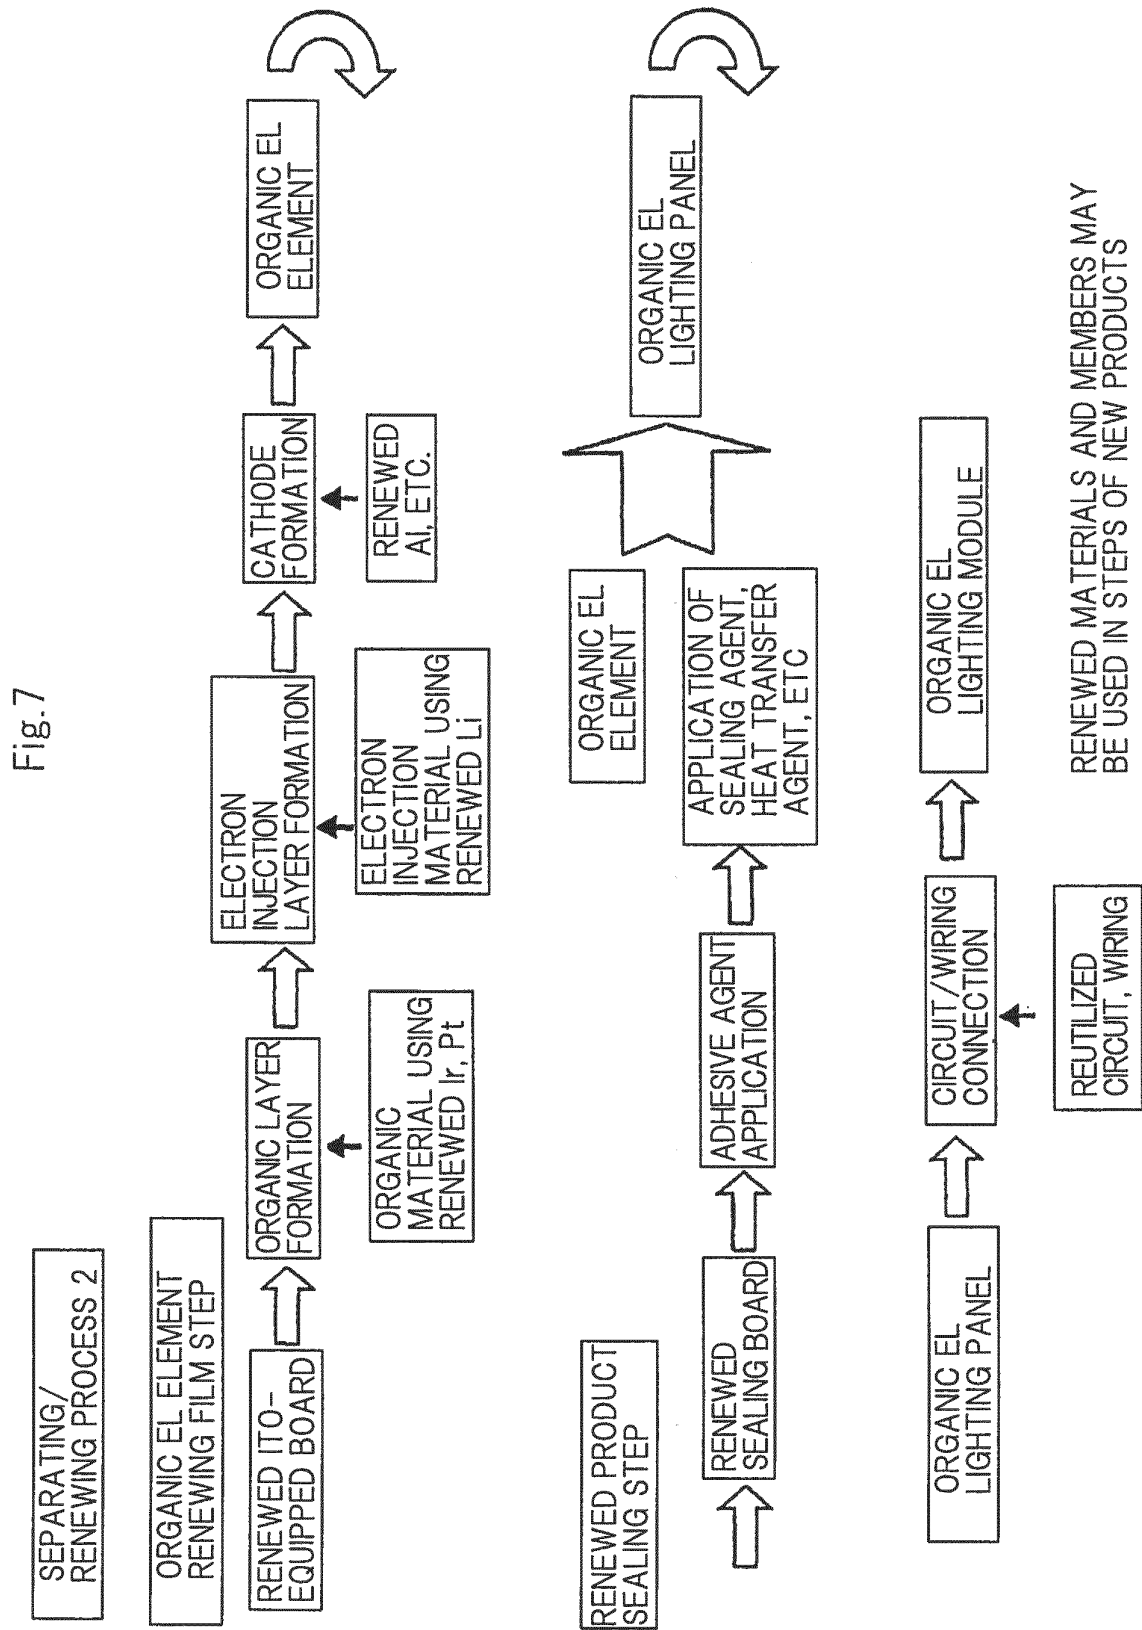 Fig.7
SEPARATING/
RENEWING PROCESS 2
ORGANIC EL ELEMENT
RENEWING FILM STEP
RENEWED ITO-
EQUIPPED BOARD
ORGANIC LAYER
FORMATION
ORGANIC
MATERIAL USING
RENEWED Ir, Pt
ELECTRON
INJECTION
LAYER FORMATION
ELECTRON
INJECTION
MATERIAL USING
RENEWED Li
CATHODE
FORMATION
RENEWED
Al, ETC.
ORGANIC EL
ELEMENT
RENEWED PRODUCT
SEALING STEP
RENEWED
SEALING BOARD
ADHESIVE AGENT
APPLICATION
APPLICATION OF
SEALING AGENT,
HEAT TRANSFER
AGENT, ETC
ORGANIC EL
ELEMENT
ORGANIC EL
LIGHTING PANEL
ORGANIC EL
LIGHTING PANEL
CIRCUIT/WIRING
CONNECTION
REUTILIZED
CIRCUIT, WIRING
ORGANIC EL
LIGHTING MODULE
RENEWED MATERIALS AND MEMBERS MAY
BE USED IN STEPS OF NEW PRODUCTS